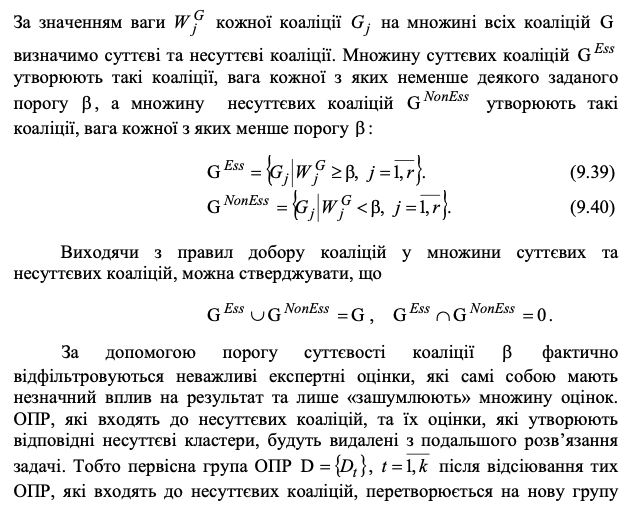 За значенням ваги W_j^G кожної коаліції G_j на множині всіх коаліцій G
визначимо суттєві та несуттєві коаліції. Множину суттєвих коаліцій G^Ess
утворюють такі коаліції, вага кожної з яких неменше деякого заданого
порогу β, а множину несуттєвих коаліцій G^NonEss утворюють такі
коаліції, вага кожної з яких менше порогу β:
G^Ess = {G_j | W_j^G ≥ β, j = \overline{1, r}}. (9.39)
G^NonEss = {G_j | W_j^G < β, j = \overline{1, r}}. (9.40)
Виходячи з правил добору коаліцій у множини суттєвих та
несуттєвих коаліцій, можна стверджувати, що
G^Ess ∪ G^NonEss = G, G^Ess ∩ G^NonEss = 0.
За допомогою порогу суттєвості коаліції β фактично
відфільтровуються неважливі експертні оцінки, які самі собою мають
незначний вплив на результат та лише «зашумлюють» множину оцінок.
ОПР, які входять до несуттєвих коаліцій, та їх оцінки, які утворюють
відповідні несуттєві кластери, будуть видалені з подальшого розв’язання
задачі. Тобто первісна група ОПР D = {D_t}, t = \overline{1, k} після відсіювання тих
ОПР, які входять до несуттєвих коаліцій, перетворюється на нову групу